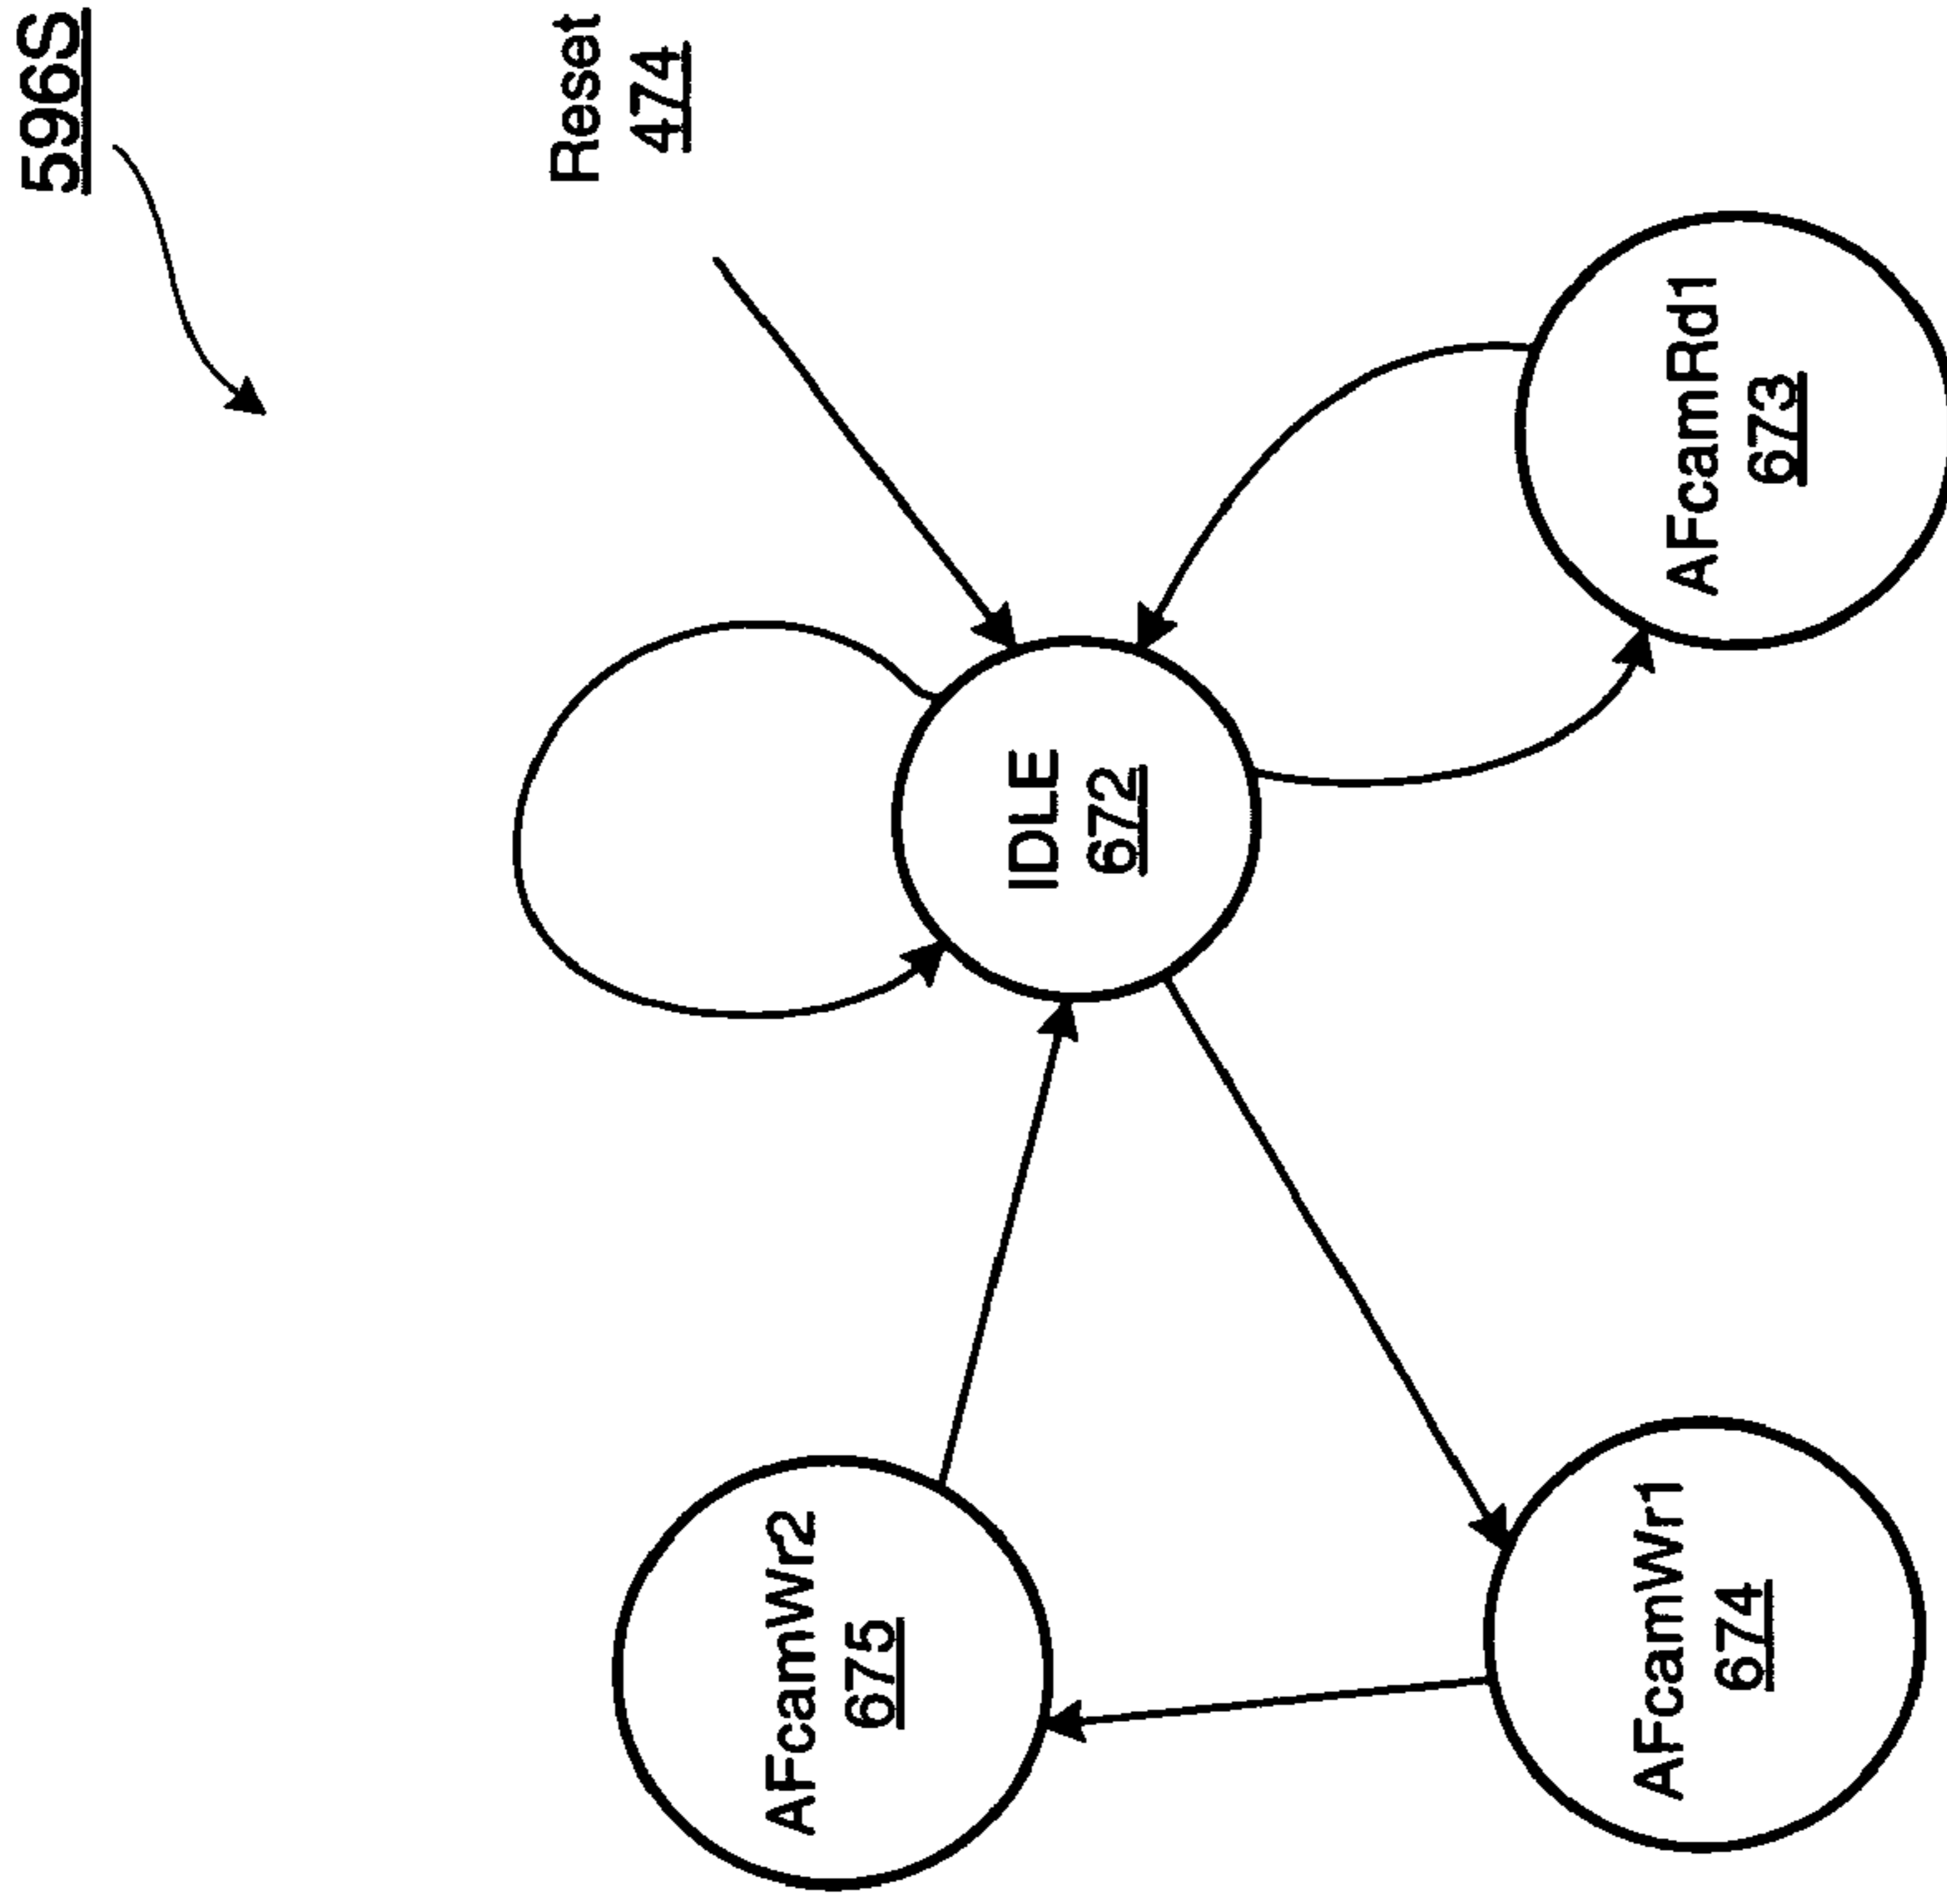 596S
Reset
474
AFcamWr2
675
IDLE
672
AFcamWr1
674
AFcamRd1
673